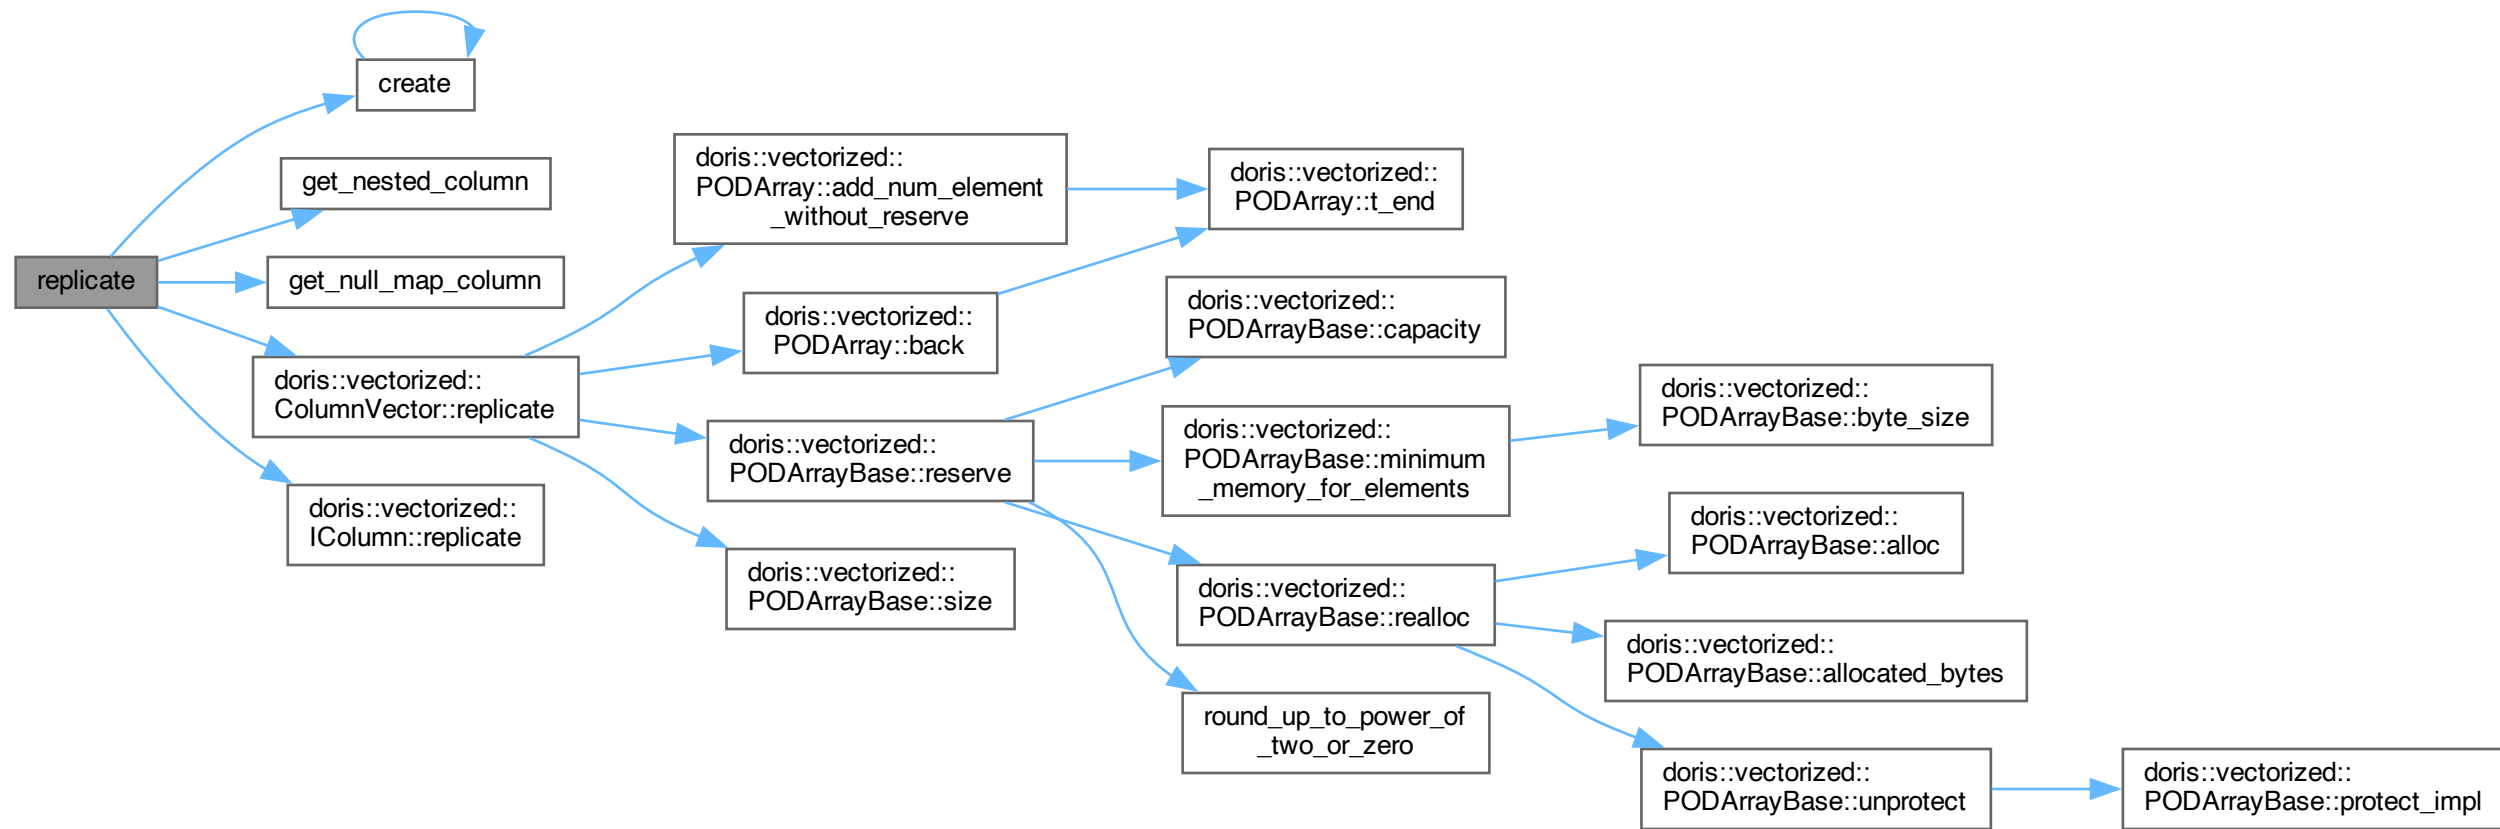 create
get_nested_column
replicate
get_null_map_column
doris::vectorized::
ColumnVector::replicate
doris::vectorized::
IColumn::replicate
doris::vectorized::
PODArray::add_num_element
_without_reserve
doris::vectorized::
PODArray::back
doris::vectorized::
PODArrayBase::reserve
doris::vectorized::
PODArrayBase::size
doris::vectorized::
PODArray::t_end
doris::vectorized::
PODArrayBase::capacity
doris::vectorized::
PODArrayBase::minimum
_memory_for_elements
doris::vectorized::
PODArrayBase::realloc
round_up_to_power_of
_two_or_zero
doris::vectorized::
PODArrayBase::byte_size
doris::vectorized::
PODArrayBase::alloc
doris::vectorized::
PODArrayBase::allocated_bytes
doris::vectorized::
PODArrayBase::unprotect
doris::vectorized::
PODArrayBase::protect_impl